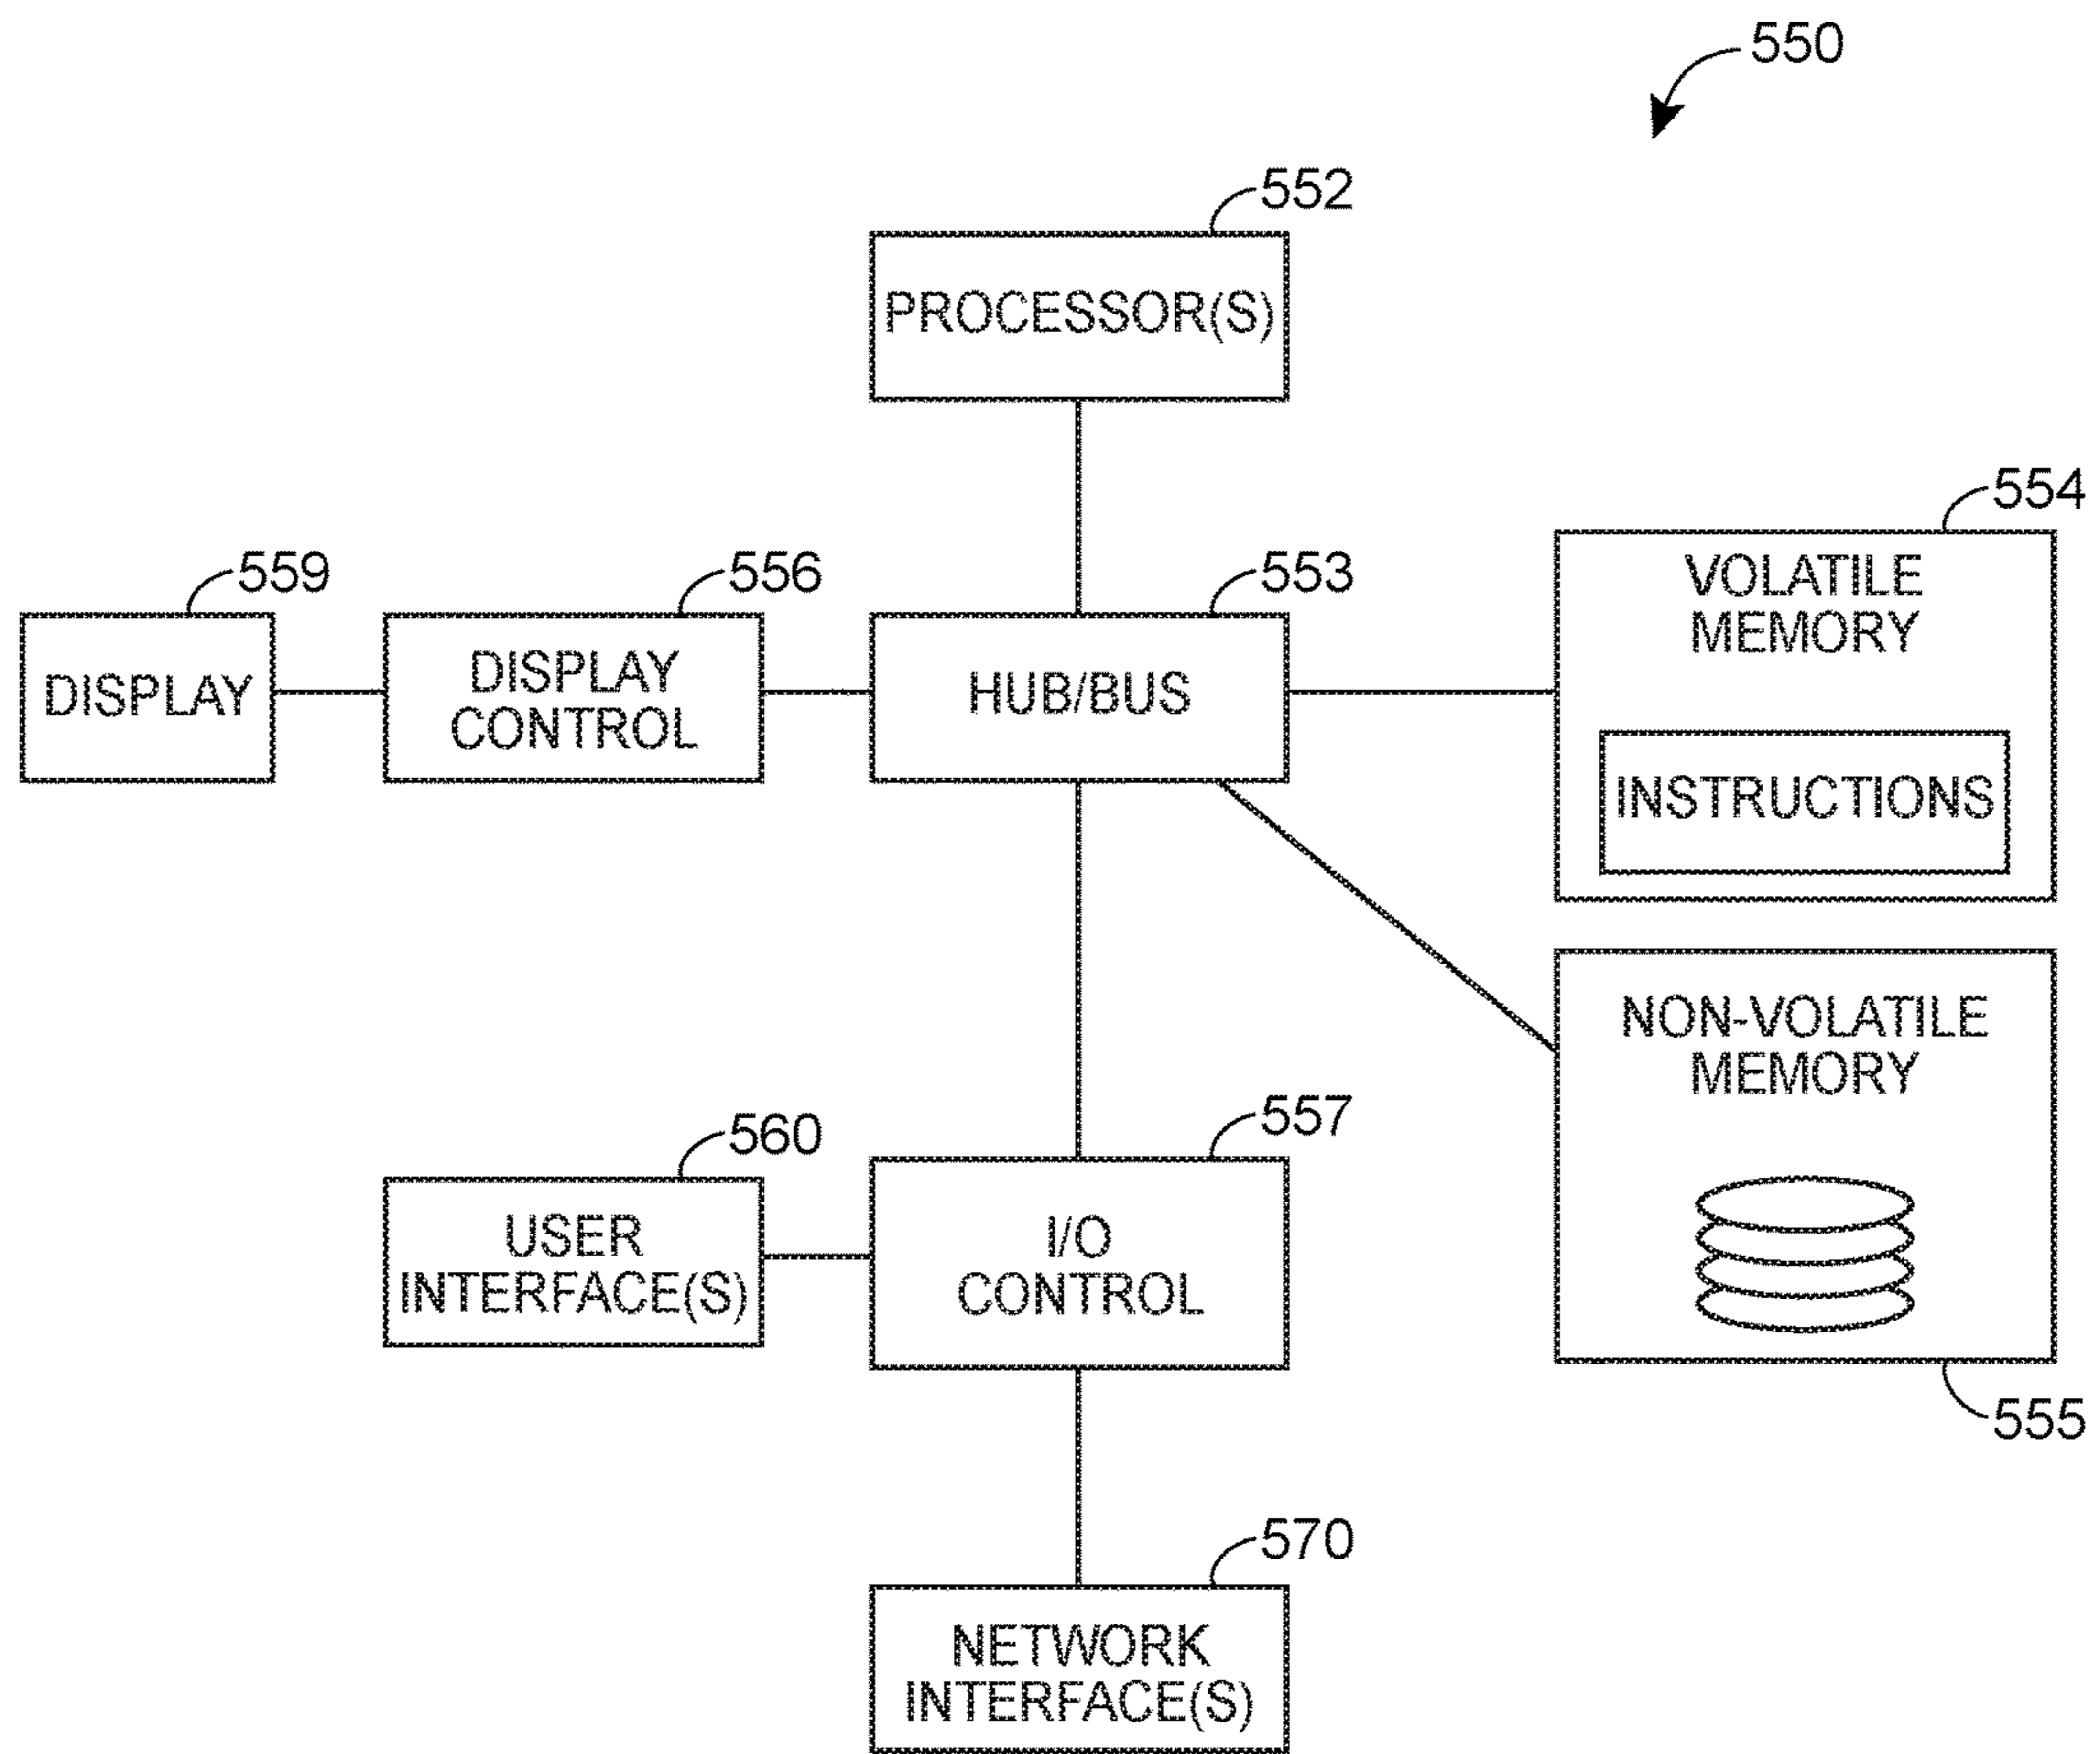 550
552
PROCESSOR(S)
554
VOLATILE
MEMORY
INSTRUCTIONS
559
DISPLAY
556
DISPLAY
CONTROL
553
HUB/BUS
NON-VOLATILE
MEMORY
555
560
USER
INTERFACE(S)
557
I/O
CONTROL
570
NETWORK
INTERFACE(S)